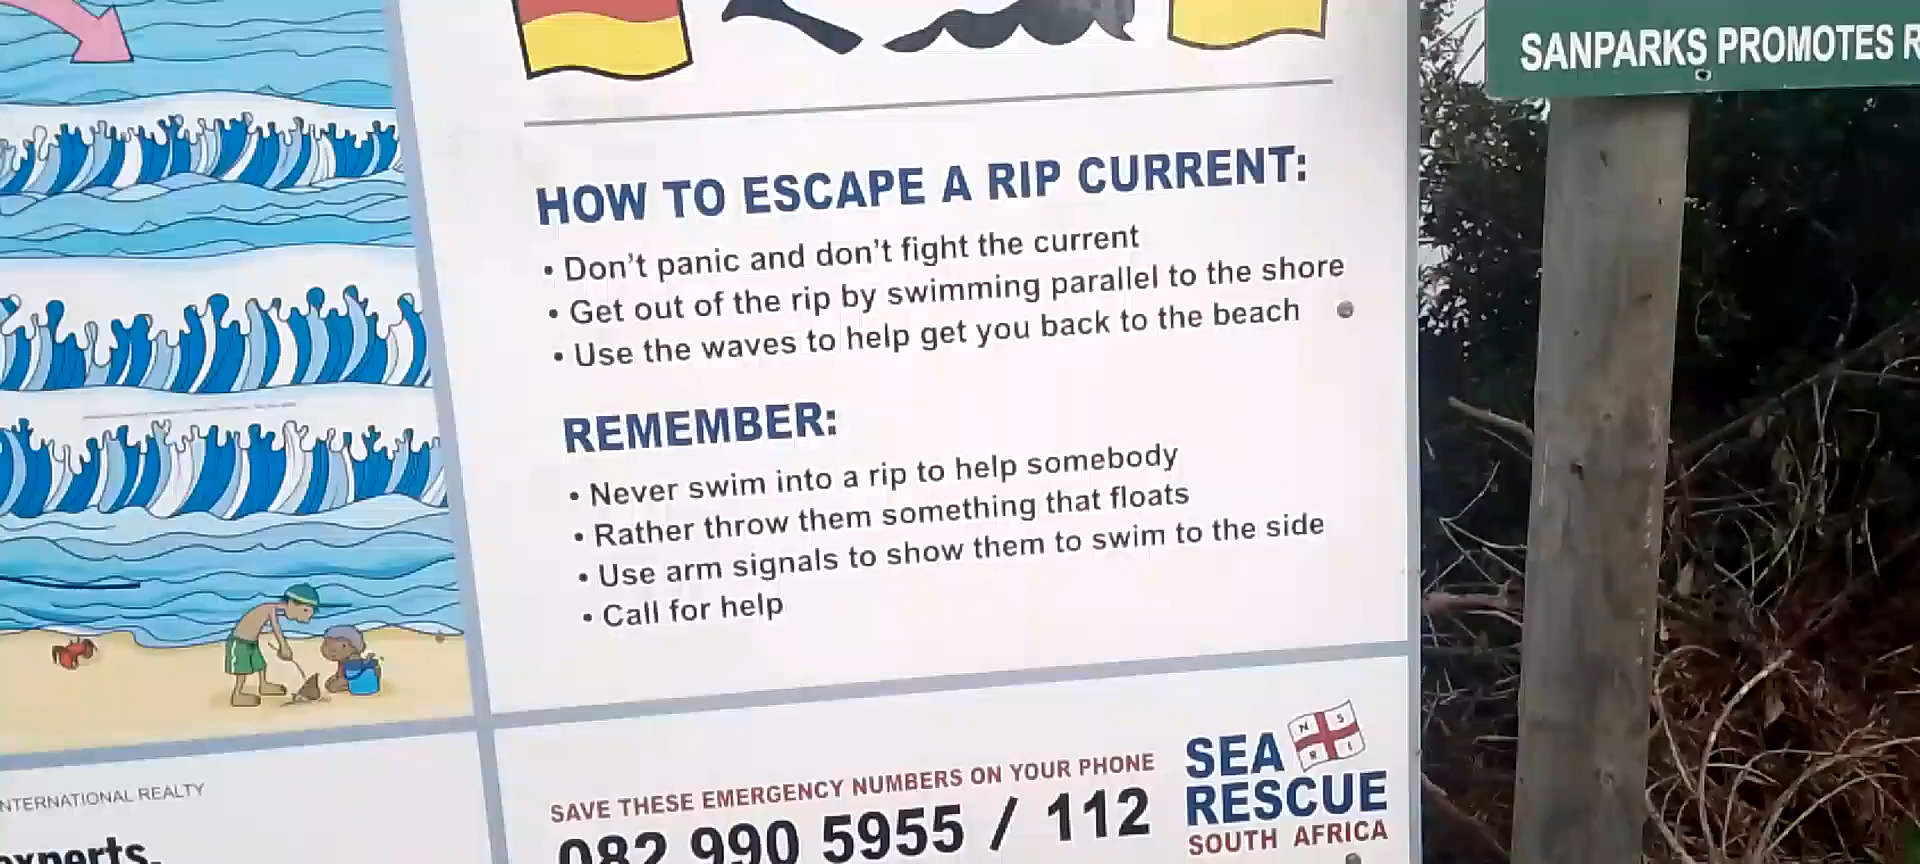 SANPARKS PROMOTES
HOW TO ESCAPE A RIP CURRENT:
• Don't panic and don't fight the current
• Get out of the rip by swimming parallel to the shore
• Use the waves to help get you back to the beach
REMEMBER:
• Never swim into a rip to help somebody
• Rather throw them something that floats
• Use arm signals to show them to swim to the side
• Call for help
NTERNATIONAL REALTY
xperts.
SAVE THESE EMERGENCY NUMBERS ON YOUR PHONE
082 990 5955 / 112
N S
R I
SEA
RESCUE
SOUTH AFRICA